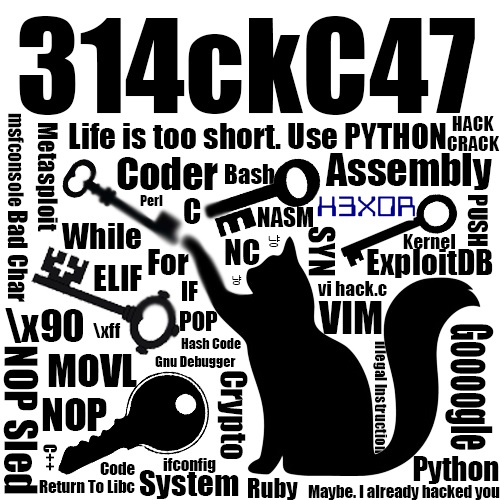 314ckC47
Life is too short. Use PYTHON
HACK
CRACK
msfconsole
Metasploit
Coder
Bash
Assembly
Perl
C
NASM
H3X0R
PUSH
Bad Char
While
NC
SYN
Kernel
ExploitDB
For
ELIF
IF
vi hack.c
\x90
\xff
POP
VIM
Hash Code
Gnu Debugger
MOVL
Illegal Instruction
Goooogle
NOP Sled
NOP
Crypto
C++
Code
ifconfig
Python
Return To Libc
System
Ruby
Maybe. I already hacked you